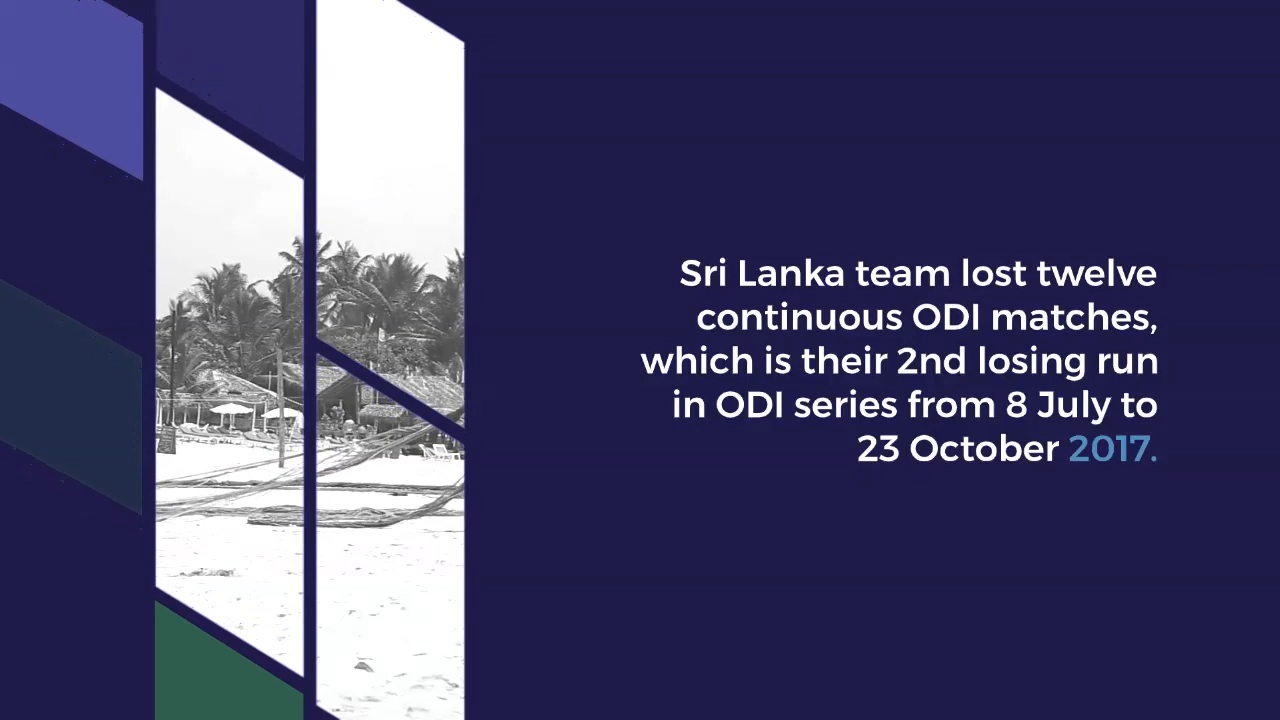 Sri Lanka team lost twelve
continuous ODI matches,
which is their 2nd losing run
in ODI series from 8 July to
23 October 2017.